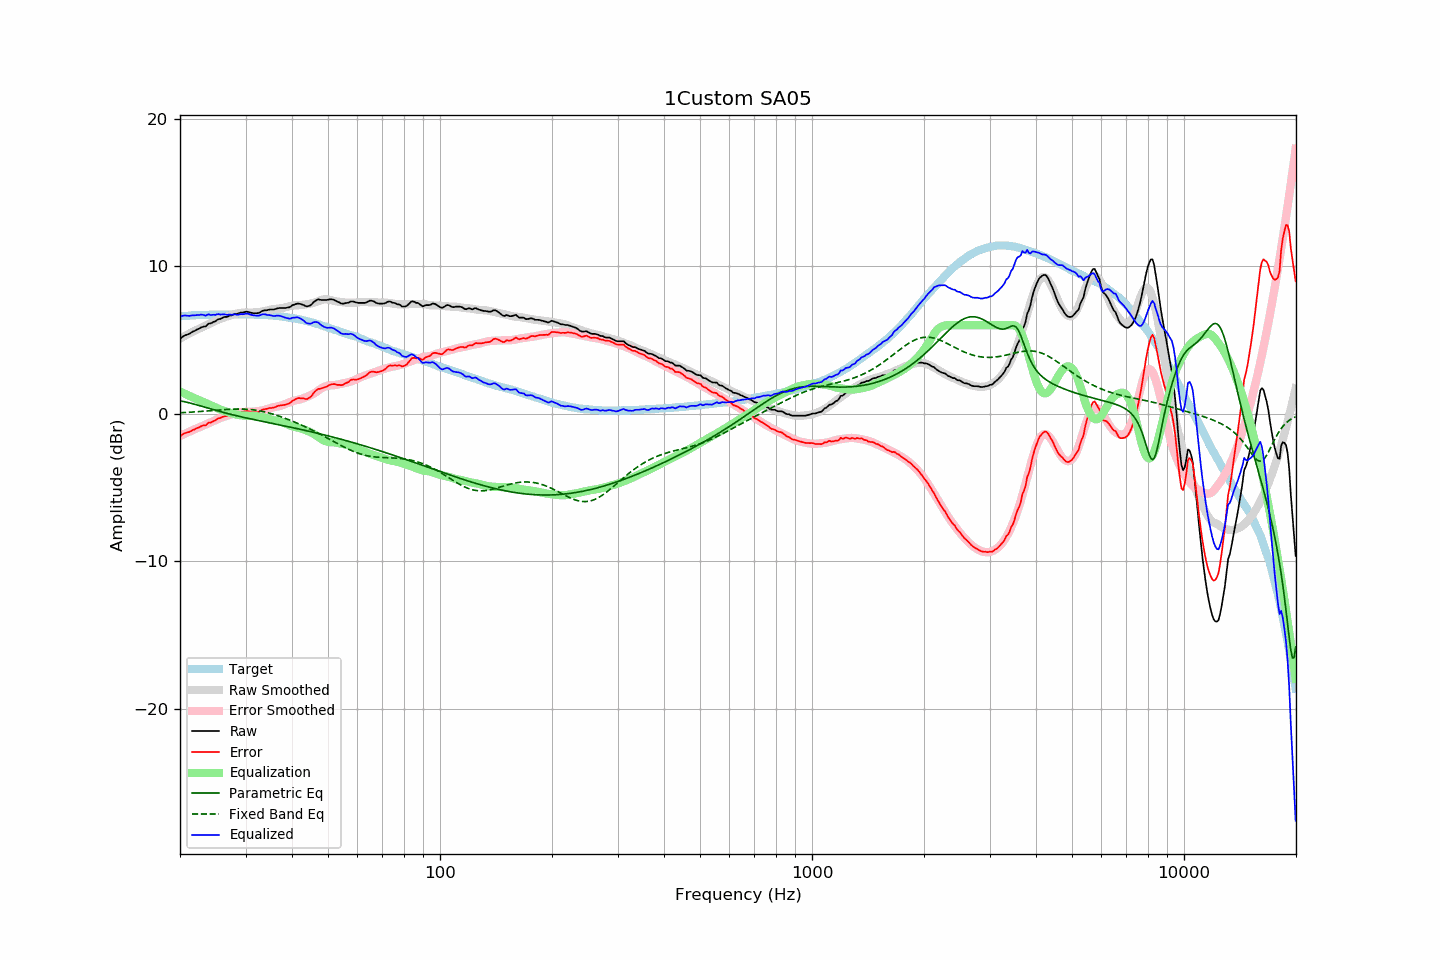 1Custom SA05
20
10
0
−10
−20
Amplitude (dBr)
Target
Raw Smoothed
Error Smoothed
Raw
Error
Equalization
Parametric Eq
Fixed Band Eq
Equalized
100
1000
10000
Frequency (Hz)